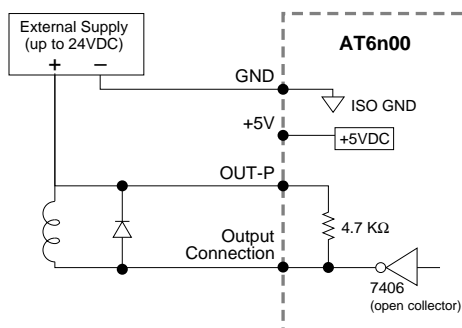 External Supply
(up to 24VDC)
+ –
AT6n00
GND
ISO GND
+5V
+5VDC
OUT-P
4.7 KΩ
Output
Connection
7406
(open collector)